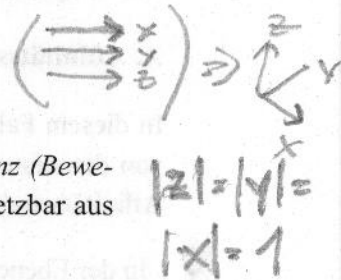 x
y
z
⇒
z
y
x
nz (Bewe-
etzbar aus
|z| = |y| =
|x| = 1